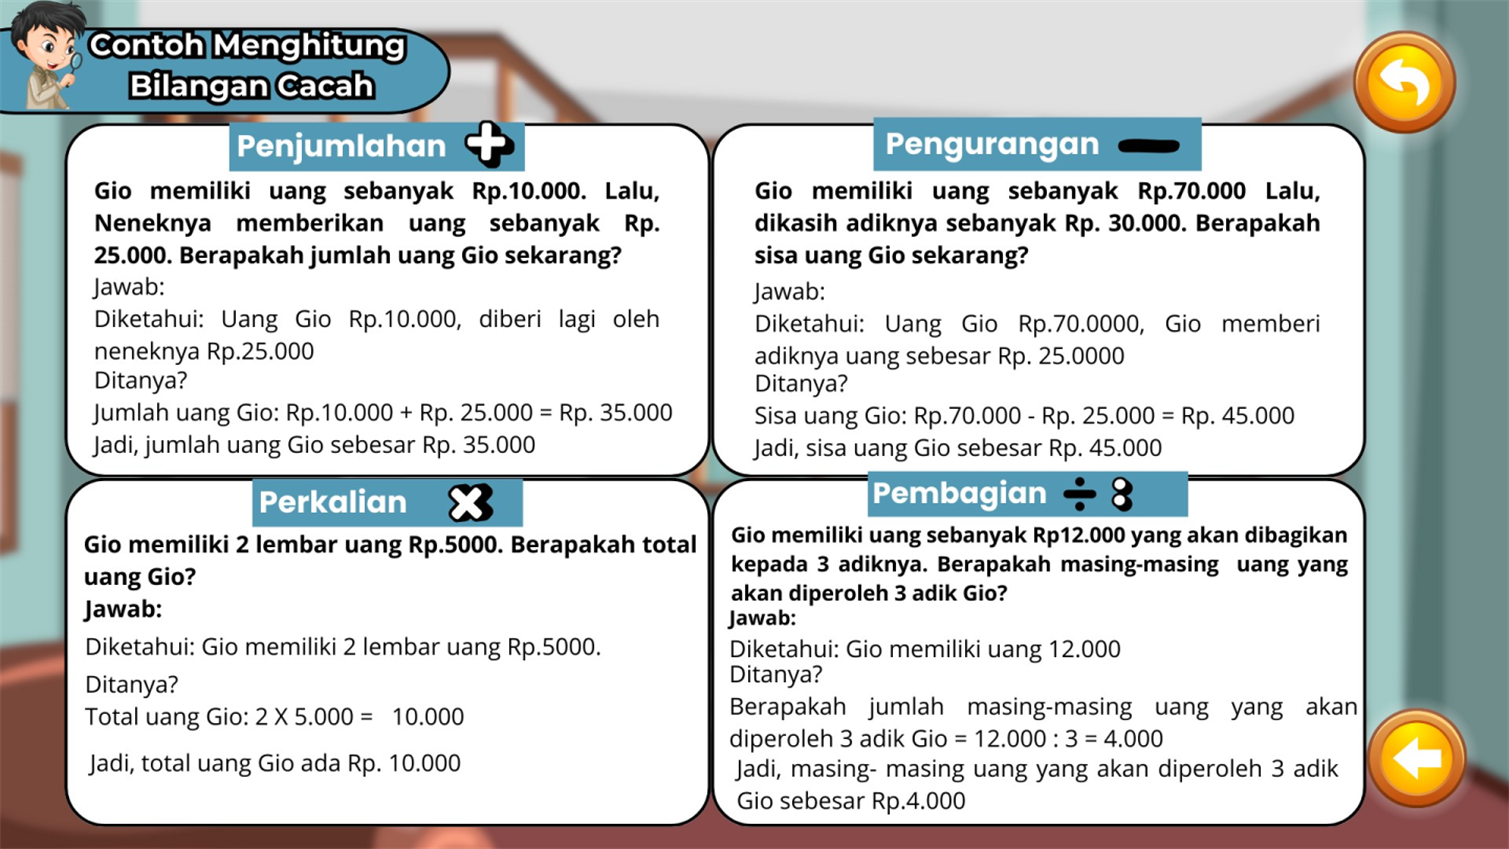 Contoh Menghitung
Bilangan Cacah
Penjumlahan +
Gio memiliki uang sebanyak Rp.10.000. Lalu,
Neneknya memberikan uang sebanyak Rp.
25.000. Berapakah jumlah uang Gio sekarang?
Jawab:
Diketahui: Uang Gio Rp.10.000, diberi lagi oleh
neneknya Rp.25.000
Ditanya?
Jumlah uang Gio: Rp.10.000 + Rp. 25.000 = Rp. 35.000
Jadi, jumlah uang Gio sebesar Rp. 35.000
Pengurangan -
Gio memiliki uang sebanyak Rp.70.000 Lalu,
dikasih adiknya sebanyak Rp. 30.000. Berapakah
sisa uang Gio sekarang?
Jawab:
Diketahui: Uang Gio Rp.70.0000, Gio memberi
adiknya uang sebesar Rp. 25.0000
Ditanya?
Sisa uang Gio: Rp.70.000 - Rp. 25.000 = Rp. 45.000
Jadi, sisa uang Gio sebesar Rp. 45.000
Perkalian ×
Gio memiliki 2 lembar uang Rp.5000. Berapakah total
uang Gio?
Jawab:
Diketahui: Gio memiliki 2 lembar uang Rp.5000.
Ditanya?
Total uang Gio: 2 X 5.000 = 10.000
Jadi, total uang Gio ada Rp. 10.000
Pembagian ÷ :
Gio memiliki uang sebanyak Rp12.000 yang akan dibagikan
kepada 3 adiknya. Berapakah masing-masing uang yang
akan diperoleh 3 adik Gio?
Jawab:
Diketahui: Gio memiliki uang 12.000
Ditanya?
Berapakah jumlah masing-masing uang yang akan
diperoleh 3 adik Gio = 12.000 : 3 = 4.000
Jadi, masing- masing uang yang akan diperoleh 3 adik
Gio sebesar Rp.4.000